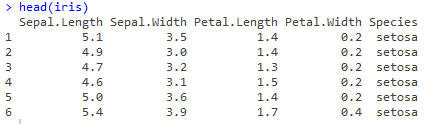 > head(iris)
  Sepal.Length Sepal.Width Petal.Length Petal.Width Species
1          5.1         3.5          1.4         0.2  setosa
2          4.9         3.0          1.4         0.2  setosa
3          4.7         3.2          1.3         0.2  setosa
4          4.6         3.1          1.5         0.2  setosa
5          5.0         3.6          1.4         0.2  setosa
6          5.4         3.9          1.7         0.4  setosa